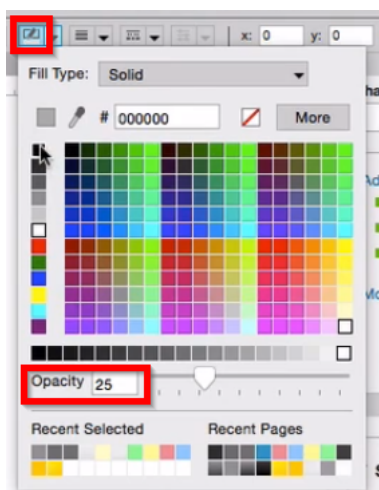 x: 0 y: 0
Fill Type: Solid
# 000000 More
Opacity 25
Recent Selected Recent Pages